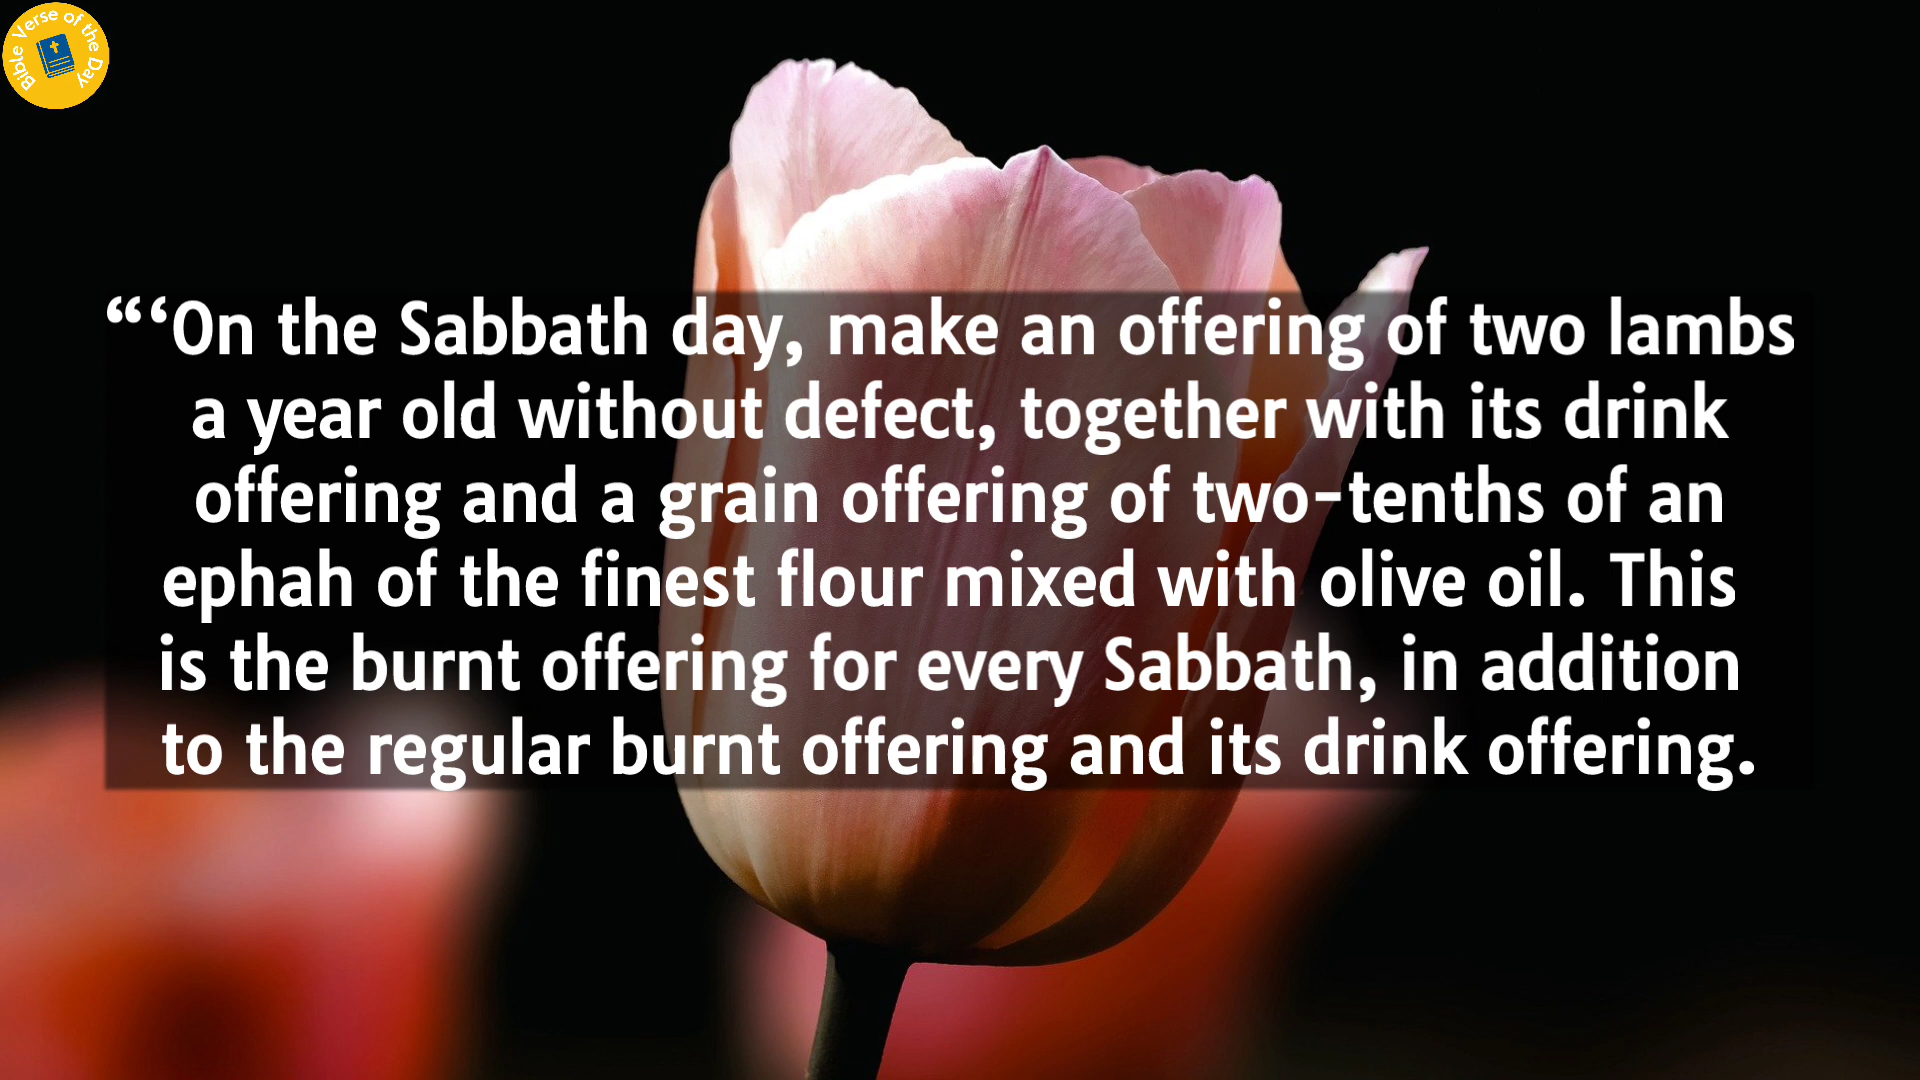 Bible Verse of the Day
“‘On the Sabbath day, make an offering of two lambs
a year old without defect, together with its drink
offering and a grain offering of two-tenths of an
ephah of the finest flour mixed with olive oil. This
is the burnt offering for every Sabbath, in addition
to the regular burnt offering and its drink offering.